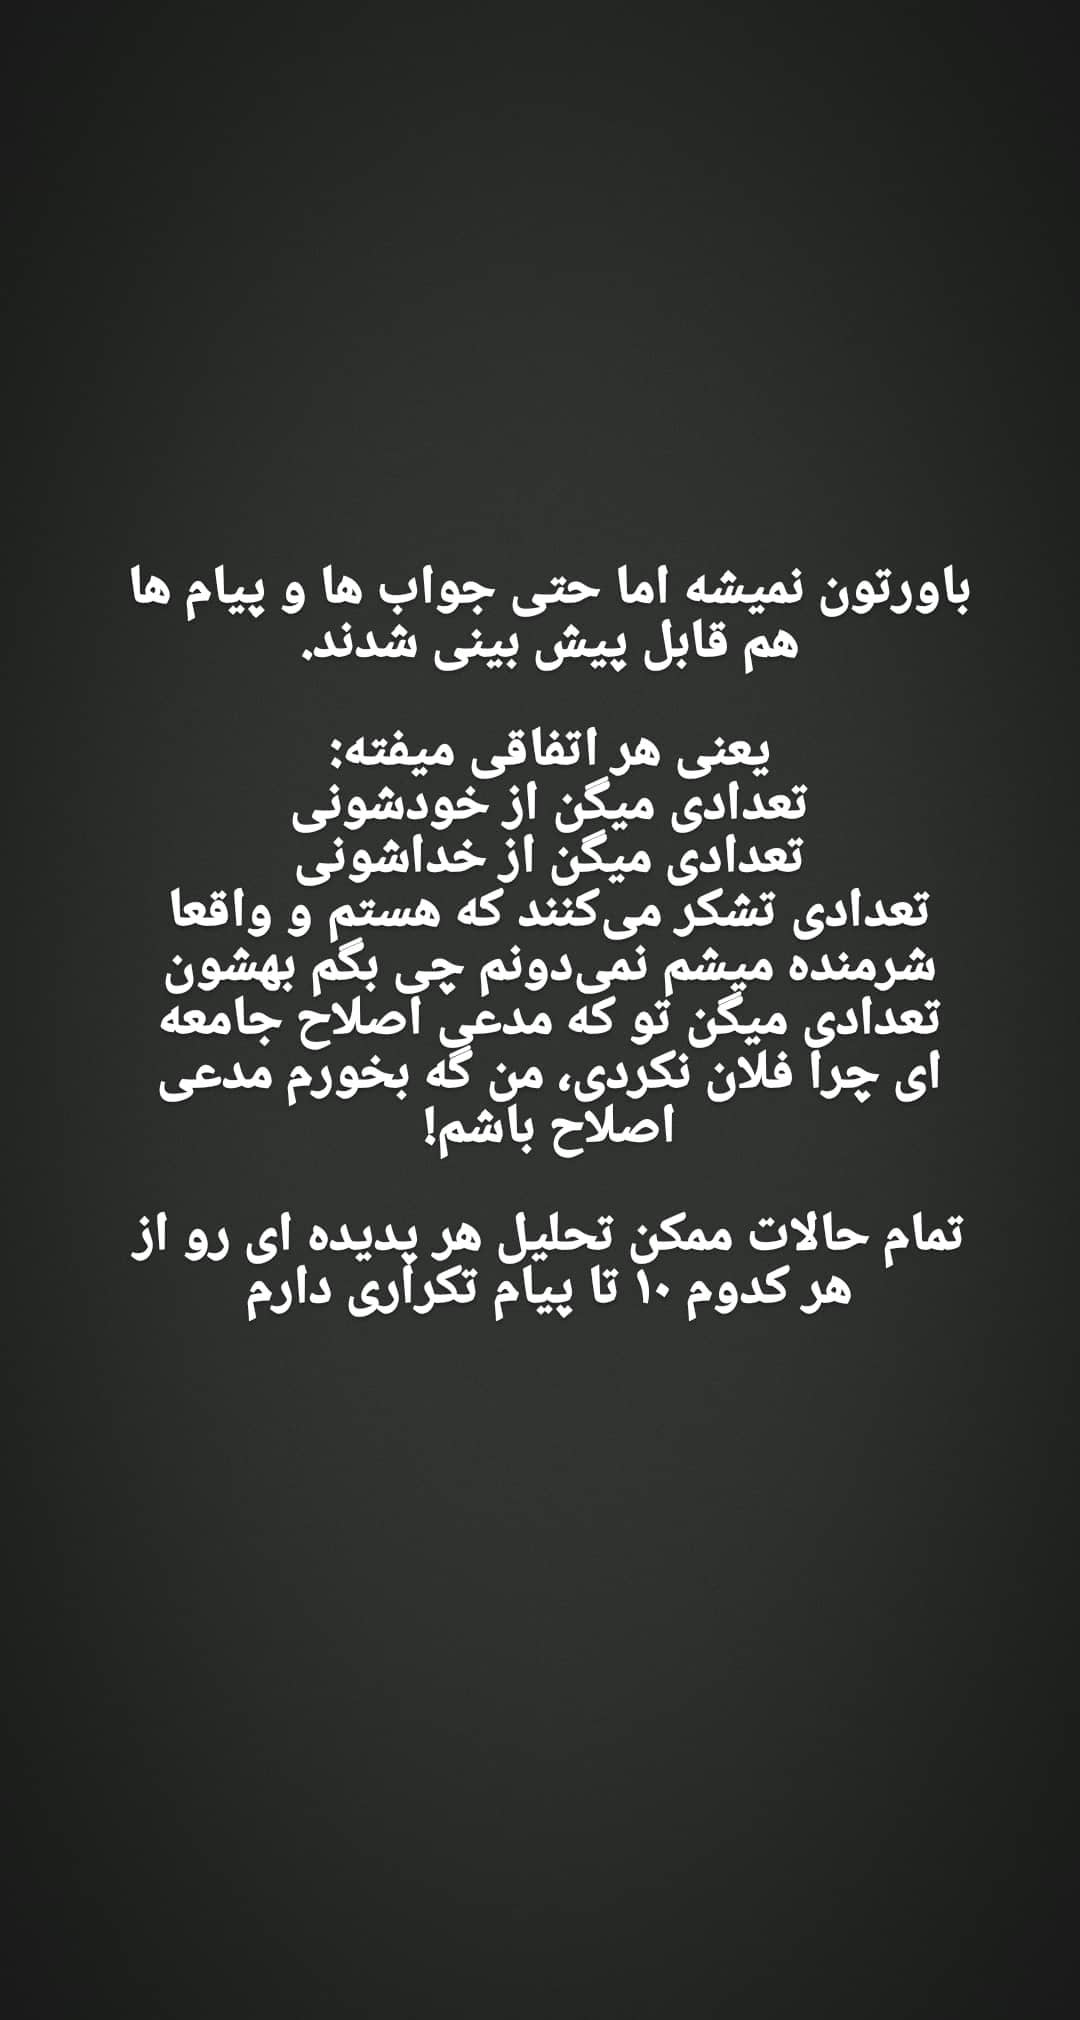 باورتون نمیشه اما حتی جواب ها و پیام ها
هم قابل پیش بینی شدند.
یعنی هر اتفاقی میفته:
تعدادی میگن از خودشونی
تعدادی میگن از خداشونی
تعدادی تشکر می‌کنند که هستم و واقعا
شرمنده میشم نمی‌دونم چی بگم بهشون
تعدادی میگن تو که مدعی اصلاح جامعه
ای چرا فلان نکردی، من گه بخورم مدعی
اصلاح باشم!
تمام حالات ممکن تحلیل هر پدیده ای رو از
هر کدوم ۱۰ تا پیام تکراری دارم